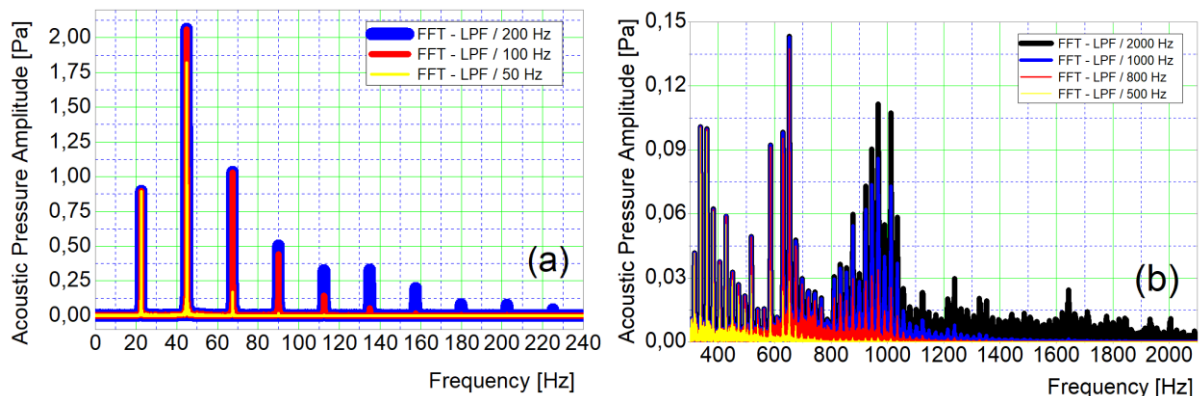 FFT - LPF / 200 Hz
FFT - LPF / 100 Hz
FFT - LPF / 50 Hz
Acoustic Pressure Amplitude [Pa]
2,00
1,75
1,50
1,25
1,00
0,75
0,50
0,25
0,00
(a)
0 20 40 60 80 100 120 140 160 180 200 220 240
Frequency [Hz]
FFT - LPF / 2000 Hz
FFT - LPF / 1000 Hz
FFT - LPF / 800 Hz
FFT - LPF / 500 Hz
Acoustic Pressure Amplitude [Pa]
0,15
0,12
0,09
0,06
0,03
0,00
(b)
400 600 800 1000 1200 1400 1600 1800 2000
Frequency [Hz]